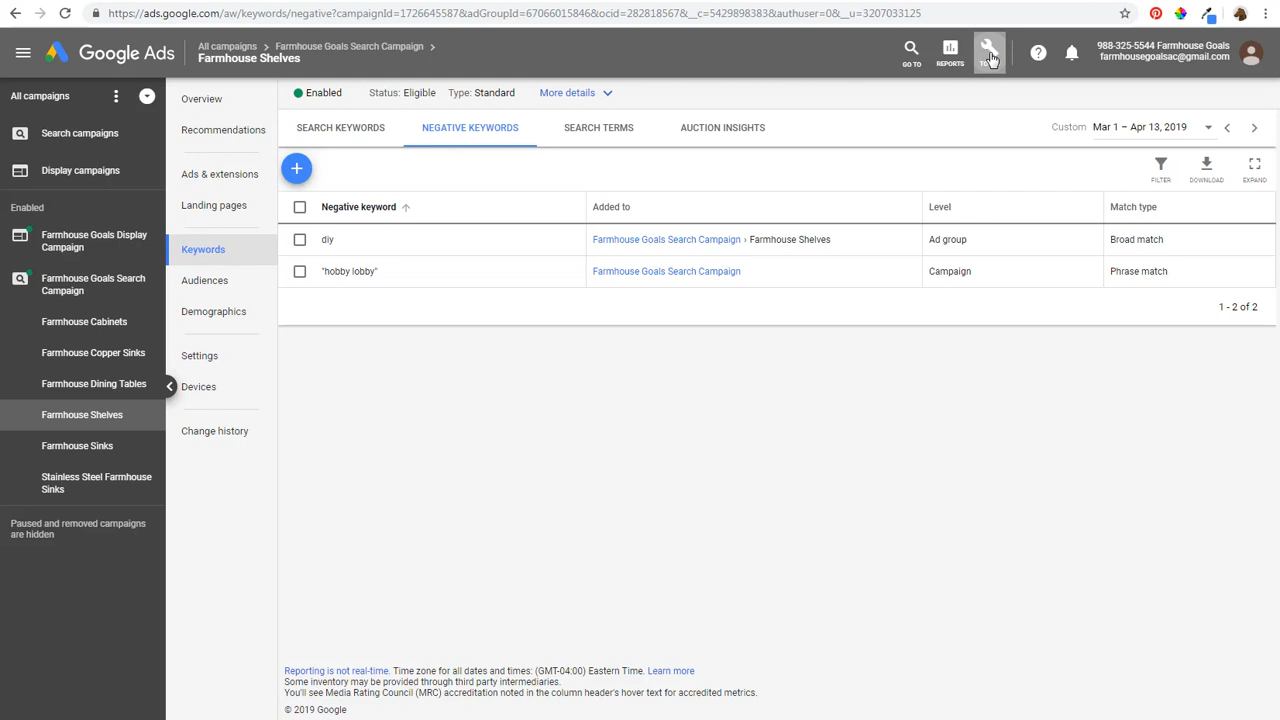 https://ads.google.com/aw/keywords/negative?campaignId=1726645587&adGroupId=67066015846&ocid=282818567&__c=5429898383&authuser=0&__u=3207033125
Google Ads
All campaigns > Farmhouse Goals Search Campaign >
Farmhouse Shelves
GO TO
REPORTS
988-325-5544 Farmhouse Goals
farmhousegoalsac@gmail.com
All campaigns
Search campaigns
Display campaigns
Enabled
Farmhouse Goals Display
Campaign
Farmhouse Goals Search
Campaign
Farmhouse Cabinets
Farmhouse Copper Sinks
Farmhouse Dining Tables
Farmhouse Shelves
Farmhouse Sinks
Stainless Steel Farmhouse
Sinks
Paused and removed campaigns
are hidden
Overview
Recommendations
Ads & extensions
Landing pages
Keywords
Audiences
Demographics
Settings
Devices
Change history
Enabled Status: Eligible Type: Standard More details
SEARCH KEYWORDS NEGATIVE KEYWORDS SEARCH TERMS AUCTION INSIGHTS
Custom Mar 1 – Apr 13, 2019
FILTER DOWNLOAD EXPAND
Negative keyword Added to Level Match type
diy Farmhouse Goals Search Campaign › Farmhouse Shelves Ad group Broad match
"hobby lobby" Farmhouse Goals Search Campaign Campaign Phrase match
1 - 2 of 2
Reporting is not real-time. Time zone for all dates and times: (GMT-04:00) Eastern Time. Learn more
Some inventory may be provided through third party intermediaries.
You'll see Media Rating Council (MRC) accreditation noted in the column header's hover text for accredited metrics.
© 2019 Google